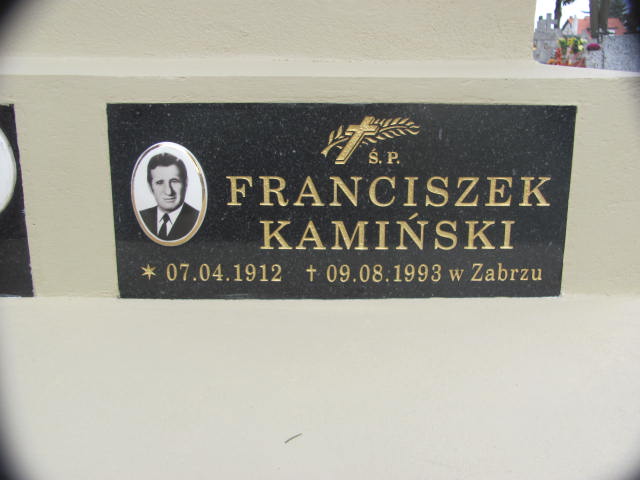 Ś. P.
FRANCISZEK
KAMIŃSKI
* 07.04.1912 † 09.08.1993 w Zabrzu